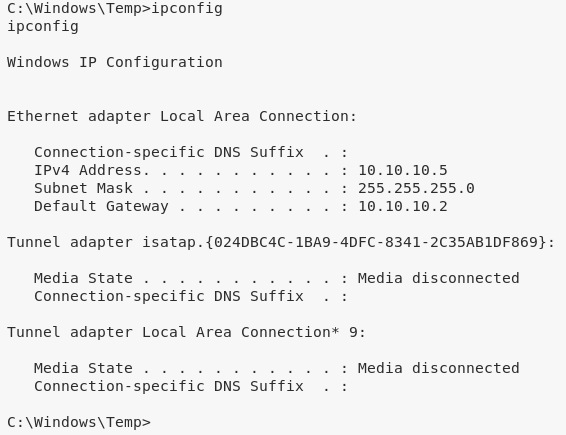 C:\Windows\Temp>ipconfig
ipconfig

Windows IP Configuration


Ethernet adapter Local Area Connection:

   Connection-specific DNS Suffix  . :
   IPv4 Address. . . . . . . . . . . : 10.10.10.5
   Subnet Mask . . . . . . . . . . . : 255.255.255.0
   Default Gateway . . . . . . . . . : 10.10.10.2

Tunnel adapter isatap.{024DBC4C-1BA9-4DFC-8341-2C35AB1DF869}:

   Media State . . . . . . . . . . . : Media disconnected
   Connection-specific DNS Suffix  . :

Tunnel adapter Local Area Connection* 9:

   Media State . . . . . . . . . . . : Media disconnected
   Connection-specific DNS Suffix  . :

C:\Windows\Temp>